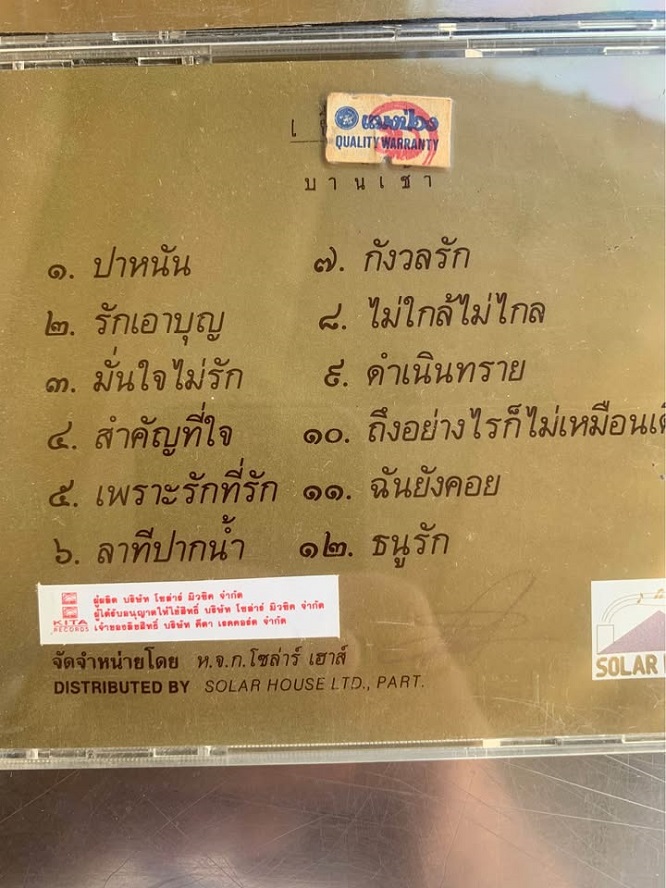 แมงป่อง
QUALITY WARRANTY
บานเช้า
๑. ปาหนัน
๒. รักเอาบุญ
๓. มั่นใจไม่รัก
๔. สำคัญที่ใจ
๕. เพราะรักที่รัก
๖. ลาทีปากน้ำ
๗. กังวลรัก
๘. ไม่ใกล้ไม่ไกล
๙. ดำเนินทราย
๑๐. ถึงอย่างไรก็ไม่เหมือน
๑๑. ฉันยังคอย
๑๒. ธนูรัก
KITA
RECORDS
ผู้ผลิต บริษัท โซล่าร์ มิวซิค จำกัด
ผู้ได้รับอนุญาตให้ใช้สิทธิ์ บริษัท โซล่าร์ มิวซิค จำกัด
เจ้าของลิขสิทธิ์ บริษัท คีตา เรคคอร์ด จำกัด
จัดจำหน่ายโดย ห.จ.ก.โซล่าร์ เฮาส์
DISTRIBUTED BY SOLAR HOUSE LTD., PART.
SOLAR